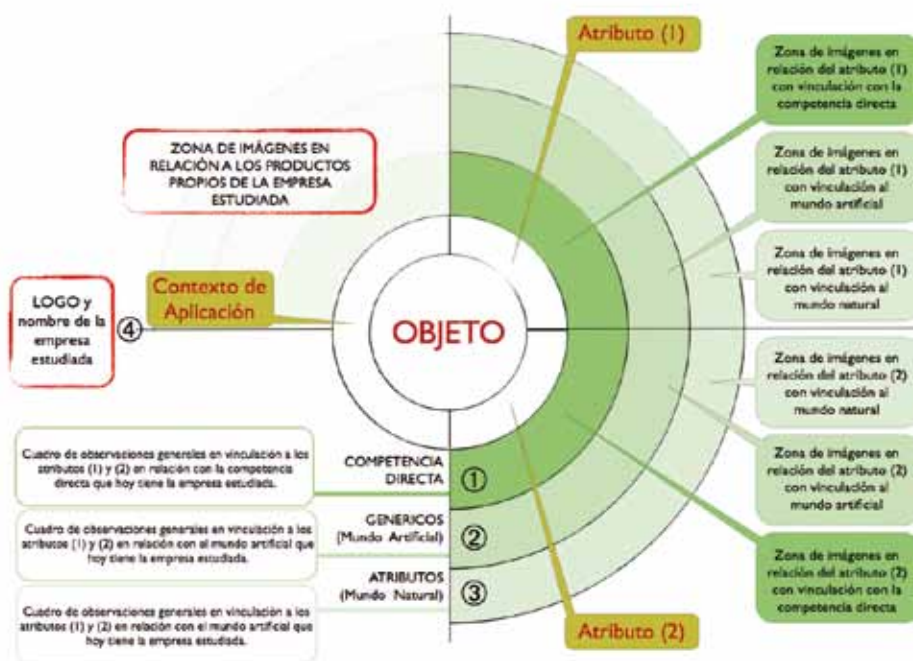 Atributo (1)
Zona de imágenes en
relación del atributo (1)
con vinculación con la
competencia directa
ZONA DE IMÁGENES EN
RELACIÓN A LOS PRODUCTOS
PROPIOS DE LA EMPRESA
ESTUDIADA
Zona de imágenes en
relación del atributo (1)
con vinculación al
mundo artificial
Zona de imágenes en
relación del atributo (1)
con vinculación al
mundo natural
LOGO y
nombre de la
empresa
estudiada
4
Contexto de
Aplicación
OBJETO
Zona de imágenes en
relación del atributo (2)
con vinculación al
mundo natural
Zona de imágenes en
relación del atributo (2)
con vinculación al
mundo artificial
Zona de imágenes en
relación del atributo (2)
con vinculación con la
competencia directa
Cuadro de observaciones generales en vinculación a los
atributos (1) y (2) en relación con la competencia
directa que hoy tiene la empresa estudiada.
COMPETENCIA
DIRECTA
1
Cuadro de observaciones generales en vinculación a los
atributos (1) y (2) en relación con el mundo artificial que
hoy tiene la empresa estudiada.
GENERICOS
(Mundo Artificial)
2
Cuadro de observaciones generales en vinculación a los
atributos (1) y (2) en relación con el mundo artificial que
hoy tiene la empresa estudiada.
ATRIBUTOS
(Mundo Natural)
3
Atributo (2)